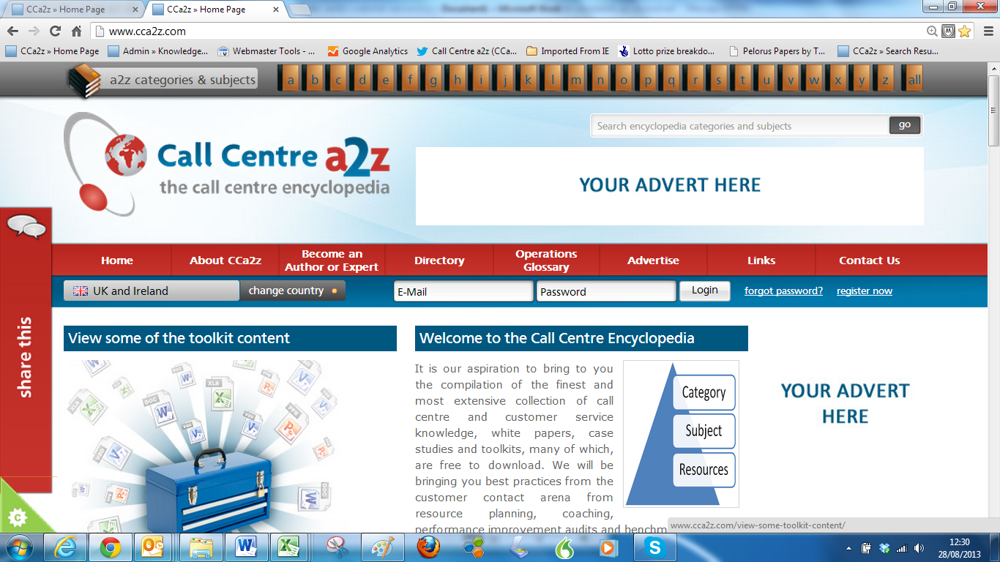 CCa2z » Home Page
CCa2z » Home Page
www.cca2z.com
CCa2z » Home Page
Admin » Knowledge...
Webmaster Tools - ...
Google Analytics
Call Centre a2z (CCa...
Imported From IE
Lotto prize breakdo...
Pelorus Papers by T...
CCa2z » Search Resu...
a2z categories & subjects
a b c d e f g h i j k l m n o p q r s t u v w x y z all
Search encyclopedia categories and subjects
go
Call Centre a2z
the call centre encyclopedia
YOUR ADVERT HERE
Home
About CCa2z
Become an
Author or Expert
Directory
Operations
Glossary
Advertise
Links
Contact Us
UK and Ireland
change country
E-Mail
Password
Login
forgot password?
register now
share this
View some of the toolkit content
Welcome to the Call Centre Encyclopedia
It is our aspiration to bring to you
the compilation of the finest and
most extensive collection of call
centre and customer service
knowledge, white papers, case
studies and toolkits, many of which,
are free to download. We will be
bringing you best practices from the
customer contact arena from
resource planning, coaching,
performance improvement audits and benchm
Category
Subject
Resources
YOUR ADVERT
HERE
www.cca2z.com/view-some-toolkit-content/
12:30
28/08/2013